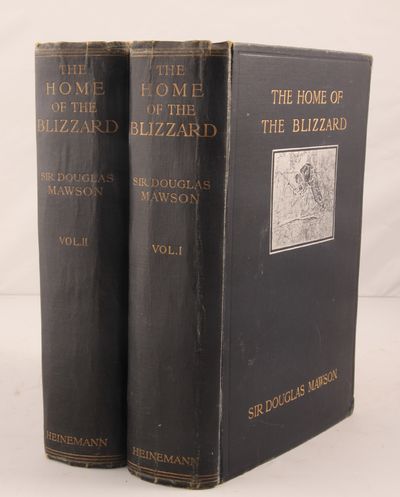 THE
HOME
OF THE
BLIZZARD
SIR DOUGLAS
MAWSON
VOL.II
HEINEMANN
THE
HOME
OF THE
BLIZZARD
SIR DOUGLAS
MAWSON
VOL.I
HEINEMANN
THE HOME OF
THE BLIZZARD
SIR DOUGLAS MAWSON